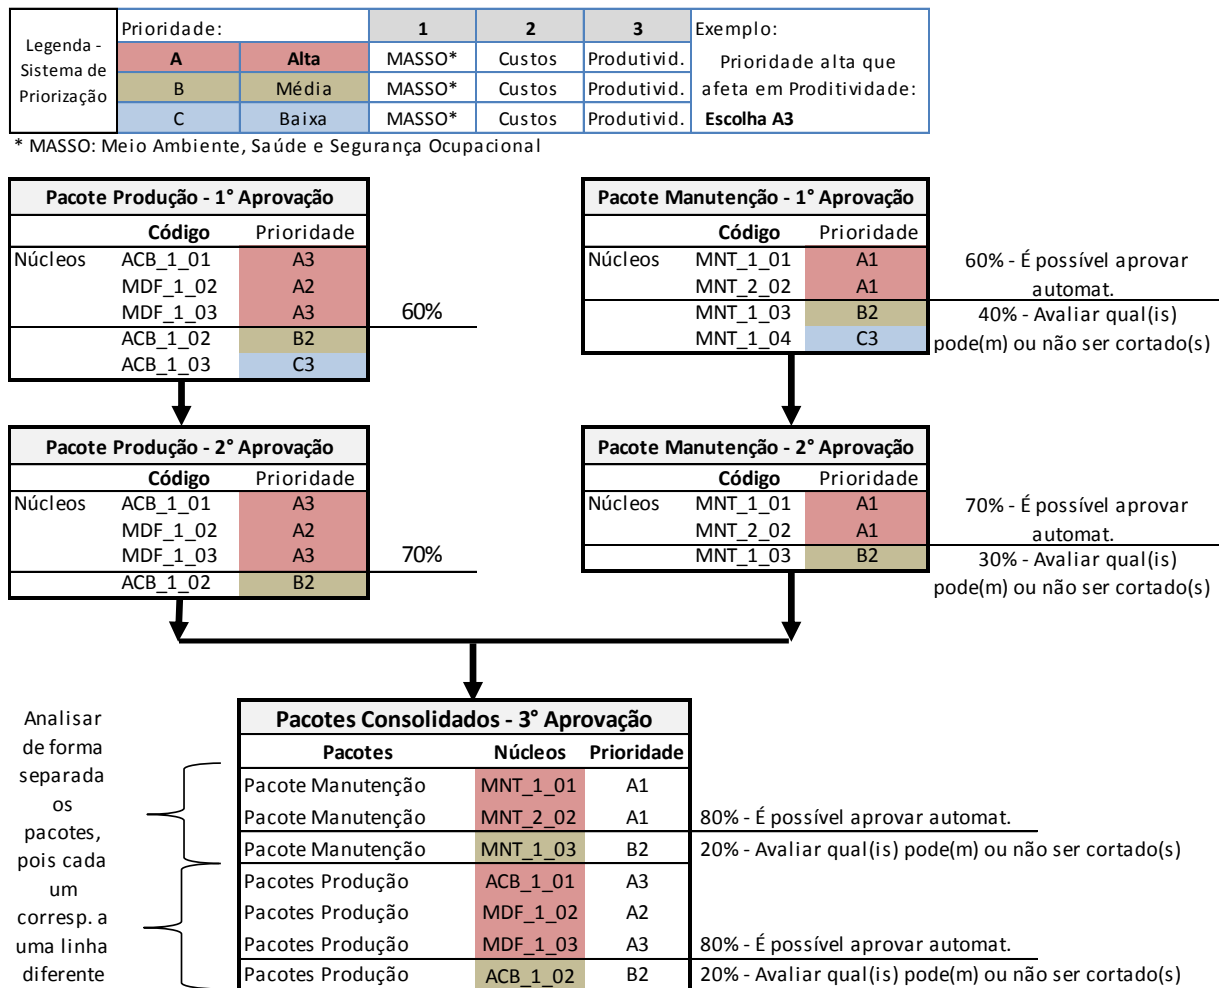 Legenda - Sistema de Priorização
Prioridade: 1 2 3 Exemplo:
A Alta MASSO* Custos Produtivid. Prioridade alta que
B Média MASSO* Custos Produtivid. afeta em Proditividade:
C Baixa MASSO* Custos Produtivid. Escolha A3
* MASSO: Meio Ambiente, Saúde e Segurança Ocupacional
Pacote Produção - 1° Aprovação
Código Prioridade
Núcleos ACB_1_01 A3
MDF_1_02 A2
MDF_1_03 A3 60%
ACB_1_02 B2
ACB_1_03 C3
Pacote Manutenção - 1° Aprovação
Código Prioridade
Núcleos MNT_1_01 A1 60% - É possível aprovar
MNT_2_02 A1 automat.
MNT_1_03 B2 40% - Avaliar qual(is)
MNT_1_04 C3 pode(m) ou não ser cortado(s)
Pacote Produção - 2° Aprovação
Código Prioridade
Núcleos ACB_1_01 A3
MDF_1_02 A2
MDF_1_03 A3 70%
ACB_1_02 B2
Pacote Manutenção - 2° Aprovação
Código Prioridade
Núcleos MNT_1_01 A1 70% - É possível aprovar
MNT_2_02 A1 automat.
MNT_1_03 B2 30% - Avaliar qual(is)
pode(m) ou não ser cortado(s)
Analisar
de forma
separada
os
pacotes,
pois cada
um
corresp. a
uma linha
diferente
Pacotes Consolidados - 3° Aprovação
Pacotes Núcleos Prioridade
Pacote Manutenção MNT_1_01 A1
Pacote Manutenção MNT_2_02 A1 80% - É possível aprovar automat.
Pacote Manutenção MNT_1_03 B2 20% - Avaliar qual(is) pode(m) ou não ser cortado(s)
Pacotes Produção ACB_1_01 A3
Pacotes Produção MDF_1_02 A2
Pacotes Produção MDF_1_03 A3 80% - É possível aprovar automat.
Pacotes Produção ACB_1_02 B2 20% - Avaliar qual(is) pode(m) ou não ser cortado(s)